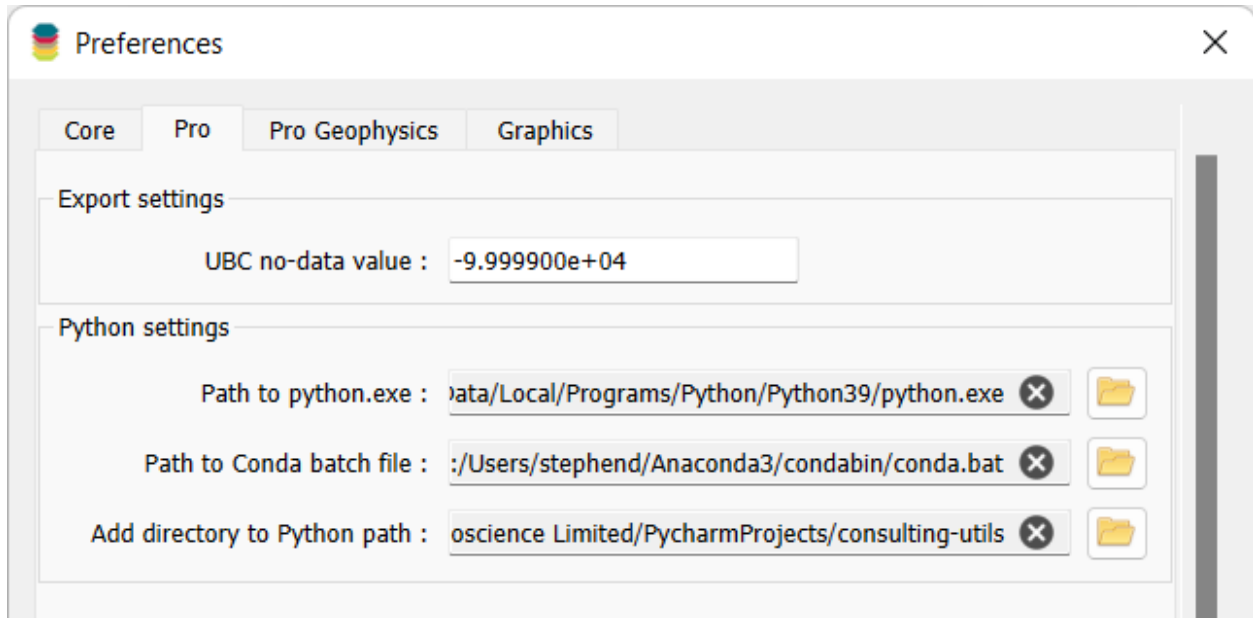 Preferences
Core Pro Pro Geophysics Graphics
Export settings
UBC no-data value : -9.999900e+04
Python settings
Path to python.exe : Data/Local/Programs/Python/Python39/python.exe
Path to Conda batch file : :/Users/stephend/Anaconda3/condabin/conda.bat
Add directory to Python path : oscience Limited/PycharmProjects/consulting-utils